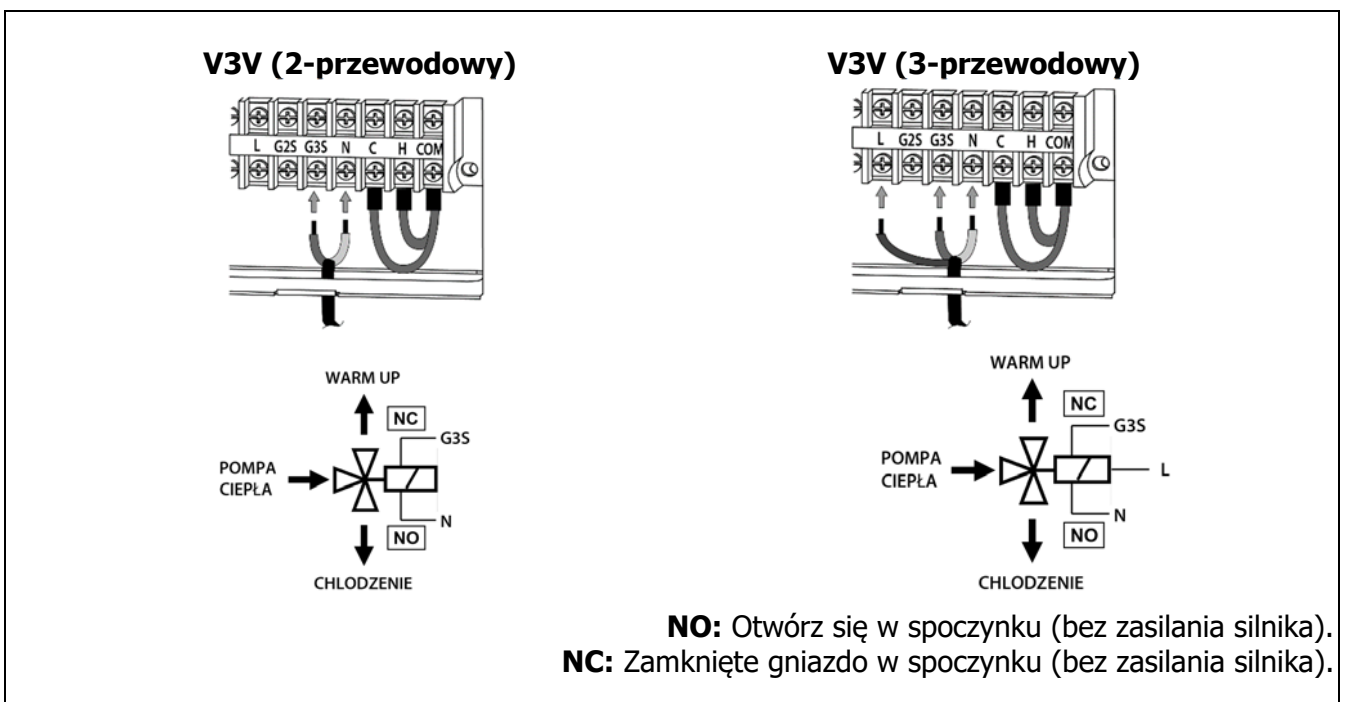 V3V (2-przewodowy)
L G2S G3S N C H COM
WARM UP
NC
G3S
POMPA
CIEPŁA
N
NO
CHLODZENIE
V3V (3-przewodowy)
L G2S G3S N C H COM
WARM UP
NC
G3S
POMPA
CIEPŁA
L
N
NO
CHLODZENIE
NO: Otwórz się w spoczynku (bez zasilania silnika).
NC: Zamknięte gniazdo w spoczynku (bez zasilania silnika).